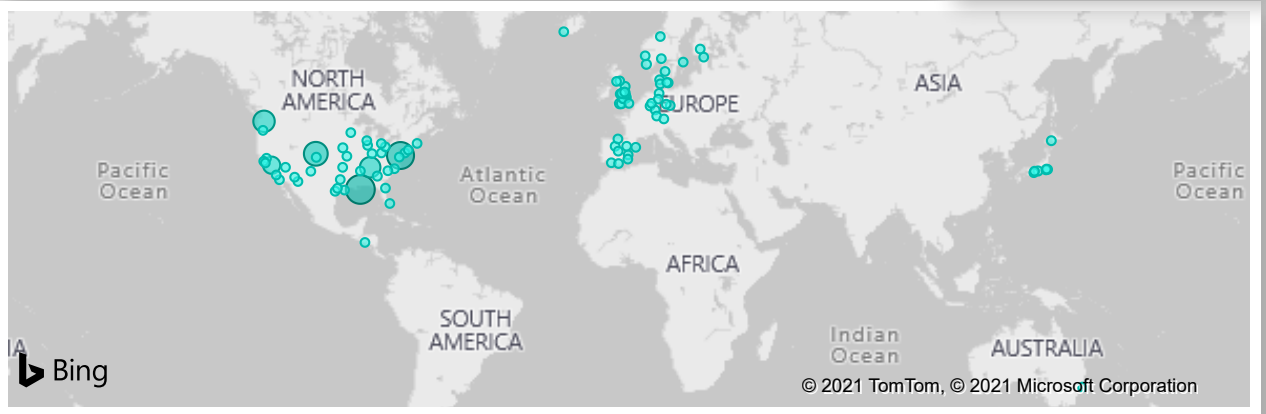 NORTH
AMERICA
ASIA
EUROPE
Pacific
Ocean
Atlantic
Ocean
Pacific
Ocean
AFRICA
SOUTH
AMERICA
Indian
Ocean
AUSTRALIA
IA
Bing
© 2021 TomTom, © 2021 Microsoft Corporation